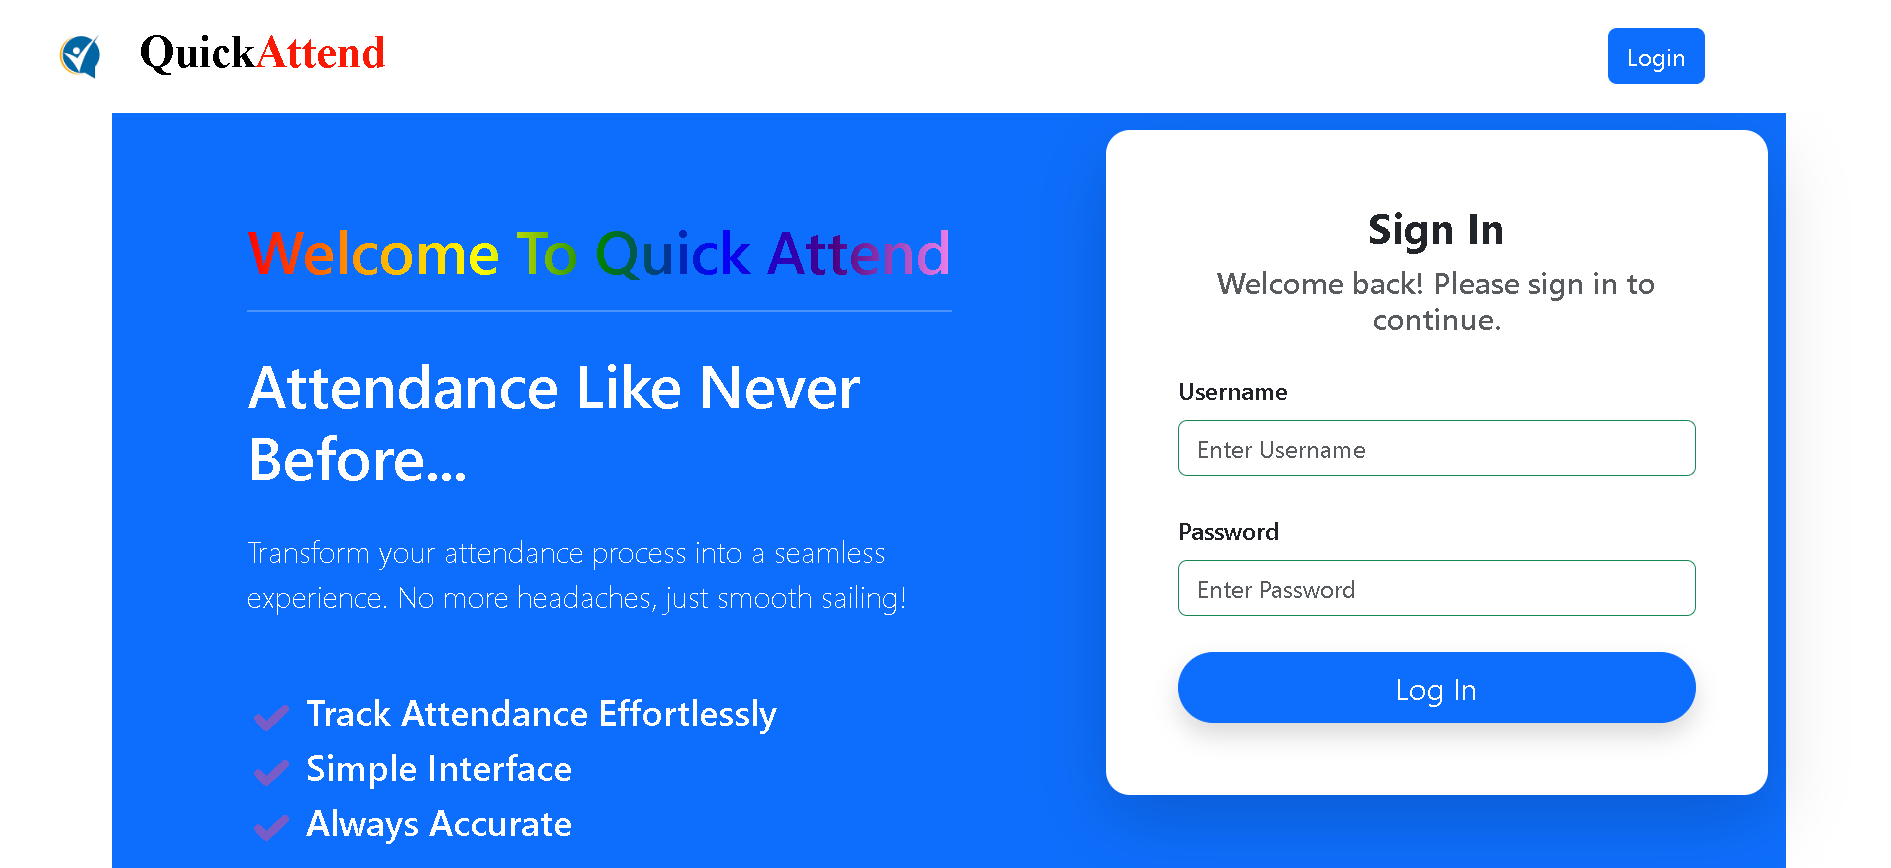 QuickAttend
Login
Welcome To Quick Attend
Attendance Like Never
Before...
Transform your attendance process into a seamless
experience. No more headaches, just smooth sailing!
Track Attendance Effortlessly
Simple Interface
Always Accurate
Sign In
Welcome back! Please sign in to
continue.
Username
Enter Username
Password
Enter Password
Log In